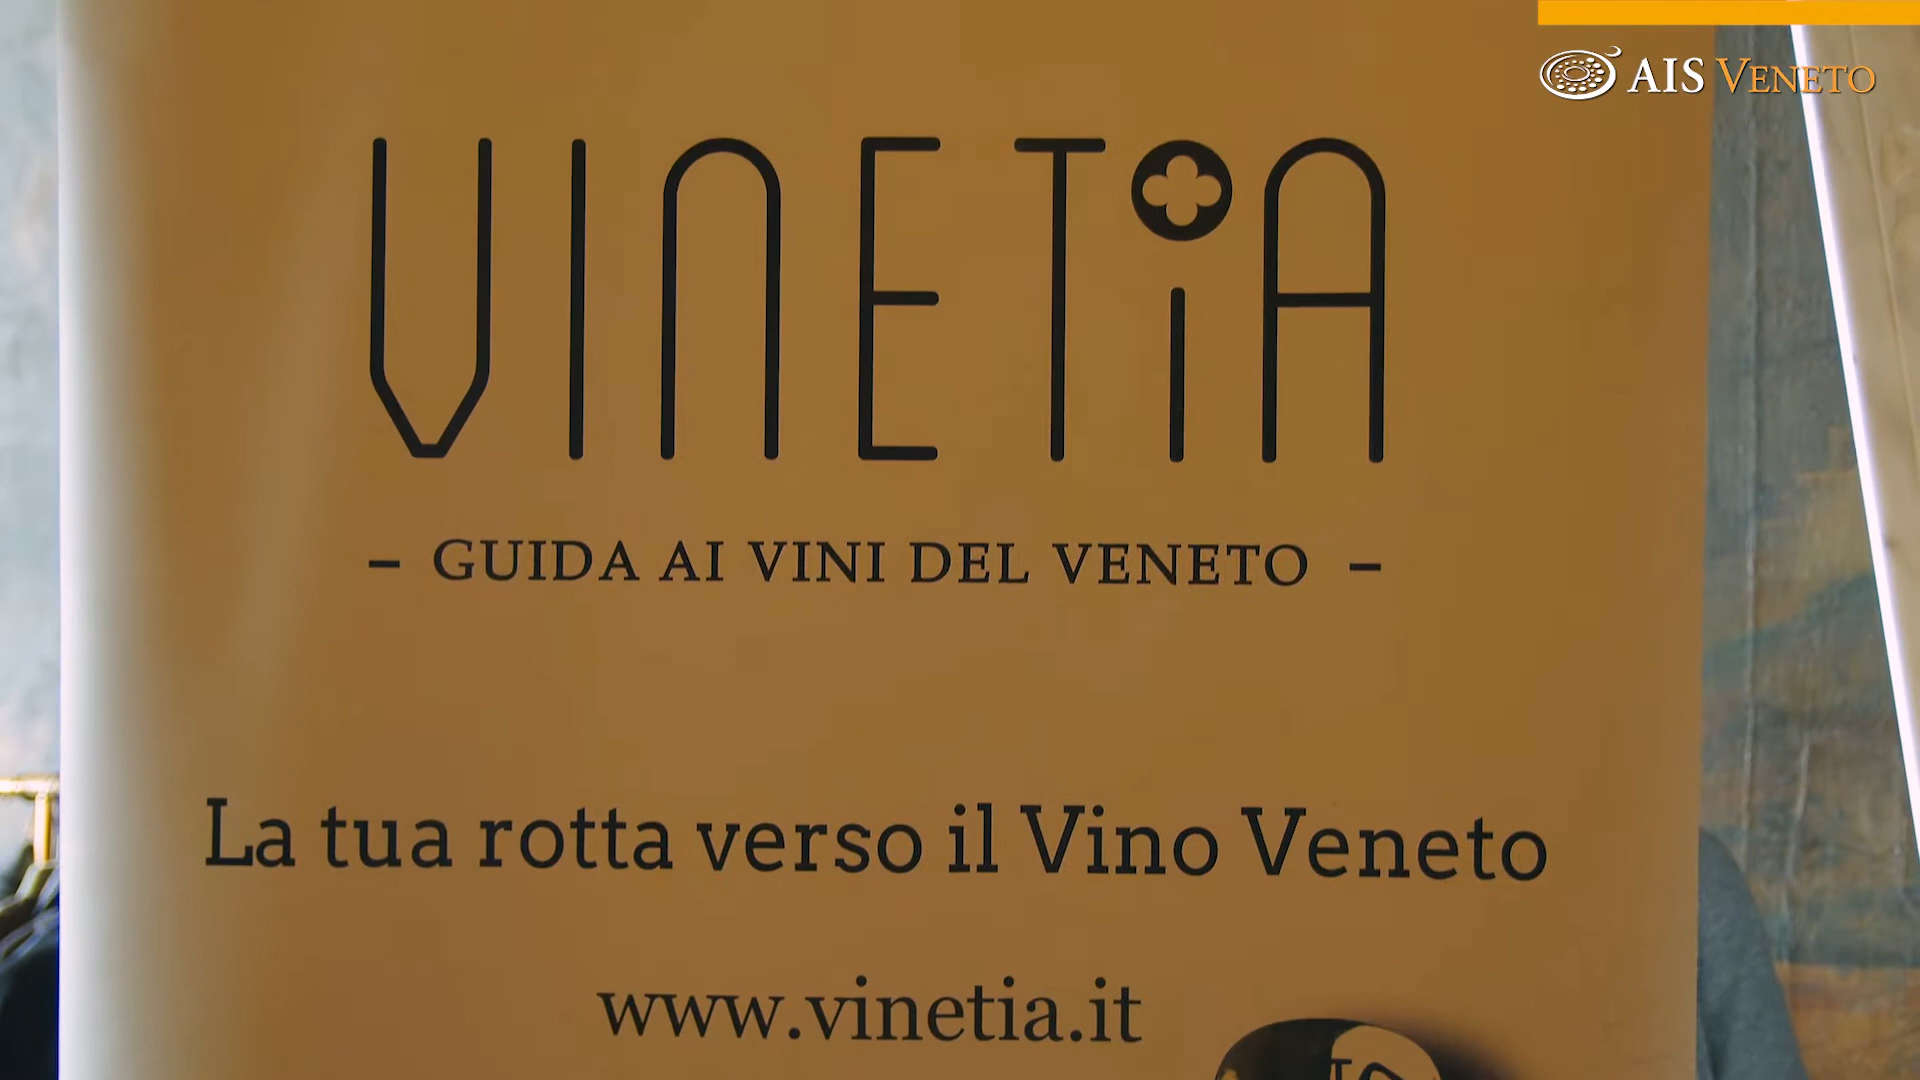 AIS VENETO
VINETiA
– GUIDA AI VINI DEL VENETO –
La tua rotta verso il Vino Veneto
www.vinetia.it